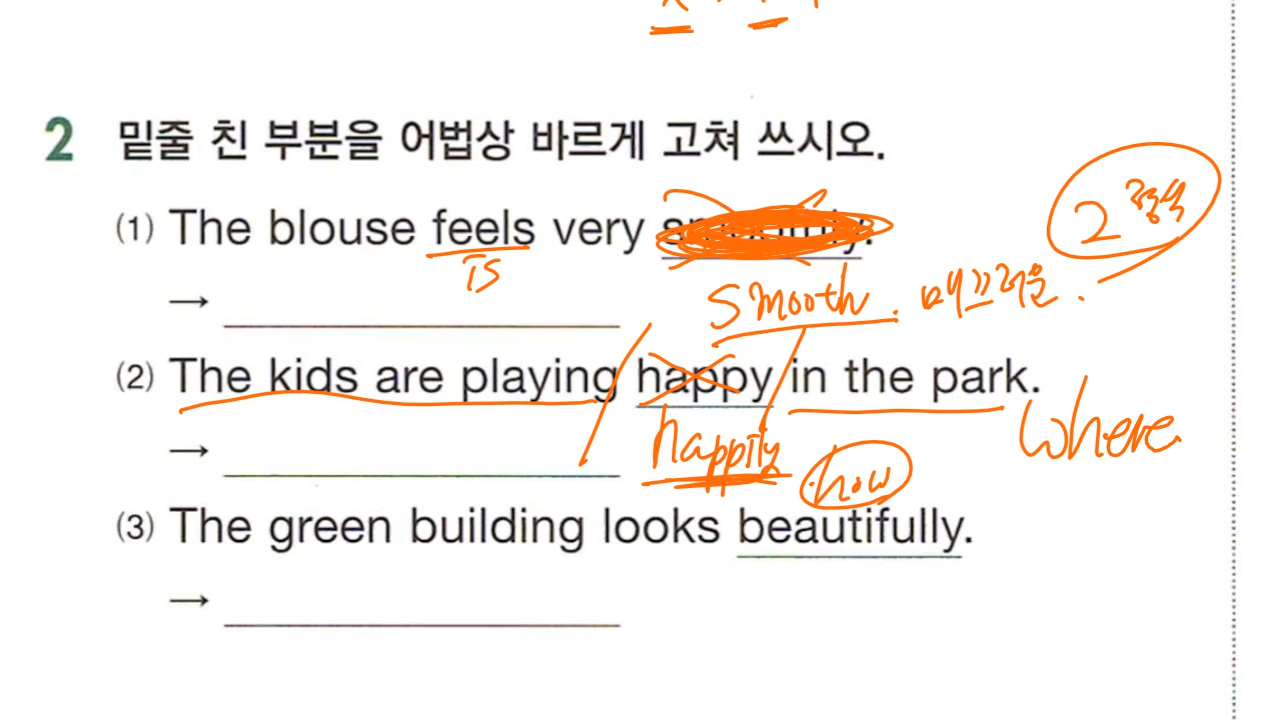 2 밑줄 친 부분을 어법상 바르게 고쳐 쓰시오.
(1) The blouse feels very
is
2형식
→
smooth. 매끄러운.
(2) The kids are playing happy in the park.
→
happily
how
where
(3) The green building looks beautifully.
→